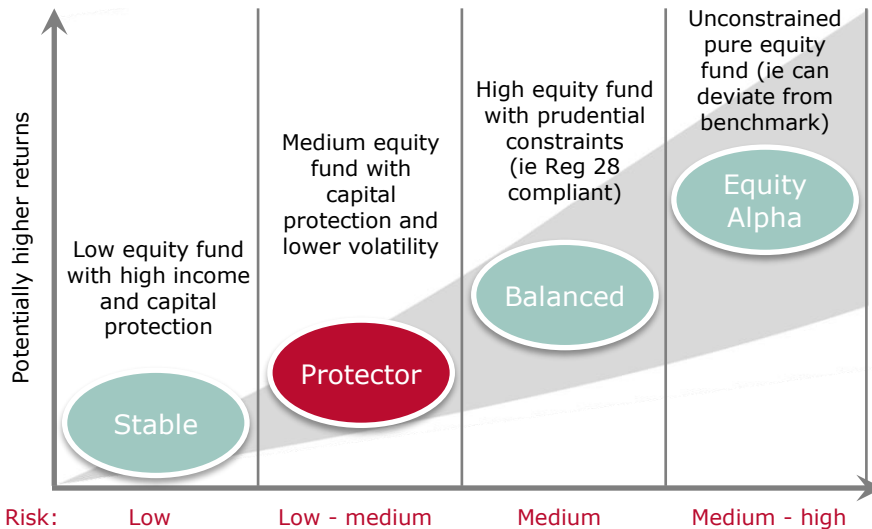 Potentially higher returns
Low equity fund
with high income
and capital
protection
Stable
Medium equity
fund with
capital
protection and
lower volatility
Protector
High equity fund
with prudential
constraints
(ie Reg 28
compliant)
Balanced
Unconstrained
pure equity
fund (ie can
deviate from
benchmark)
Equity
Alpha
Risk: Low Low - medium Medium Medium - high